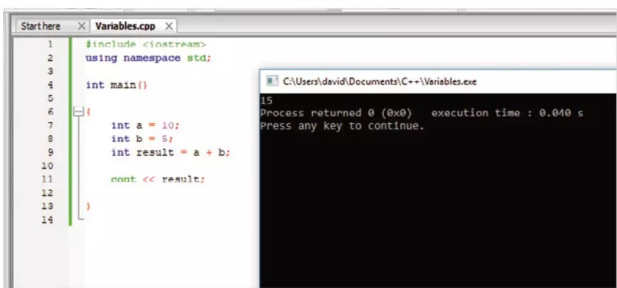 Start here × Variables.cpp ×
1 #include <iostream>
2 using namespace std;
3
4 int main()
5
6 {
7 int a = 10;
8 int b = 5;
9 int result = a + b;
10
11 cout << result;
12
13 }
14
C:\Users\david\Documents\C++\Variables.exe
15
Process returned 0 (0x0) execution time : 0.040 s
Press any key to continue.